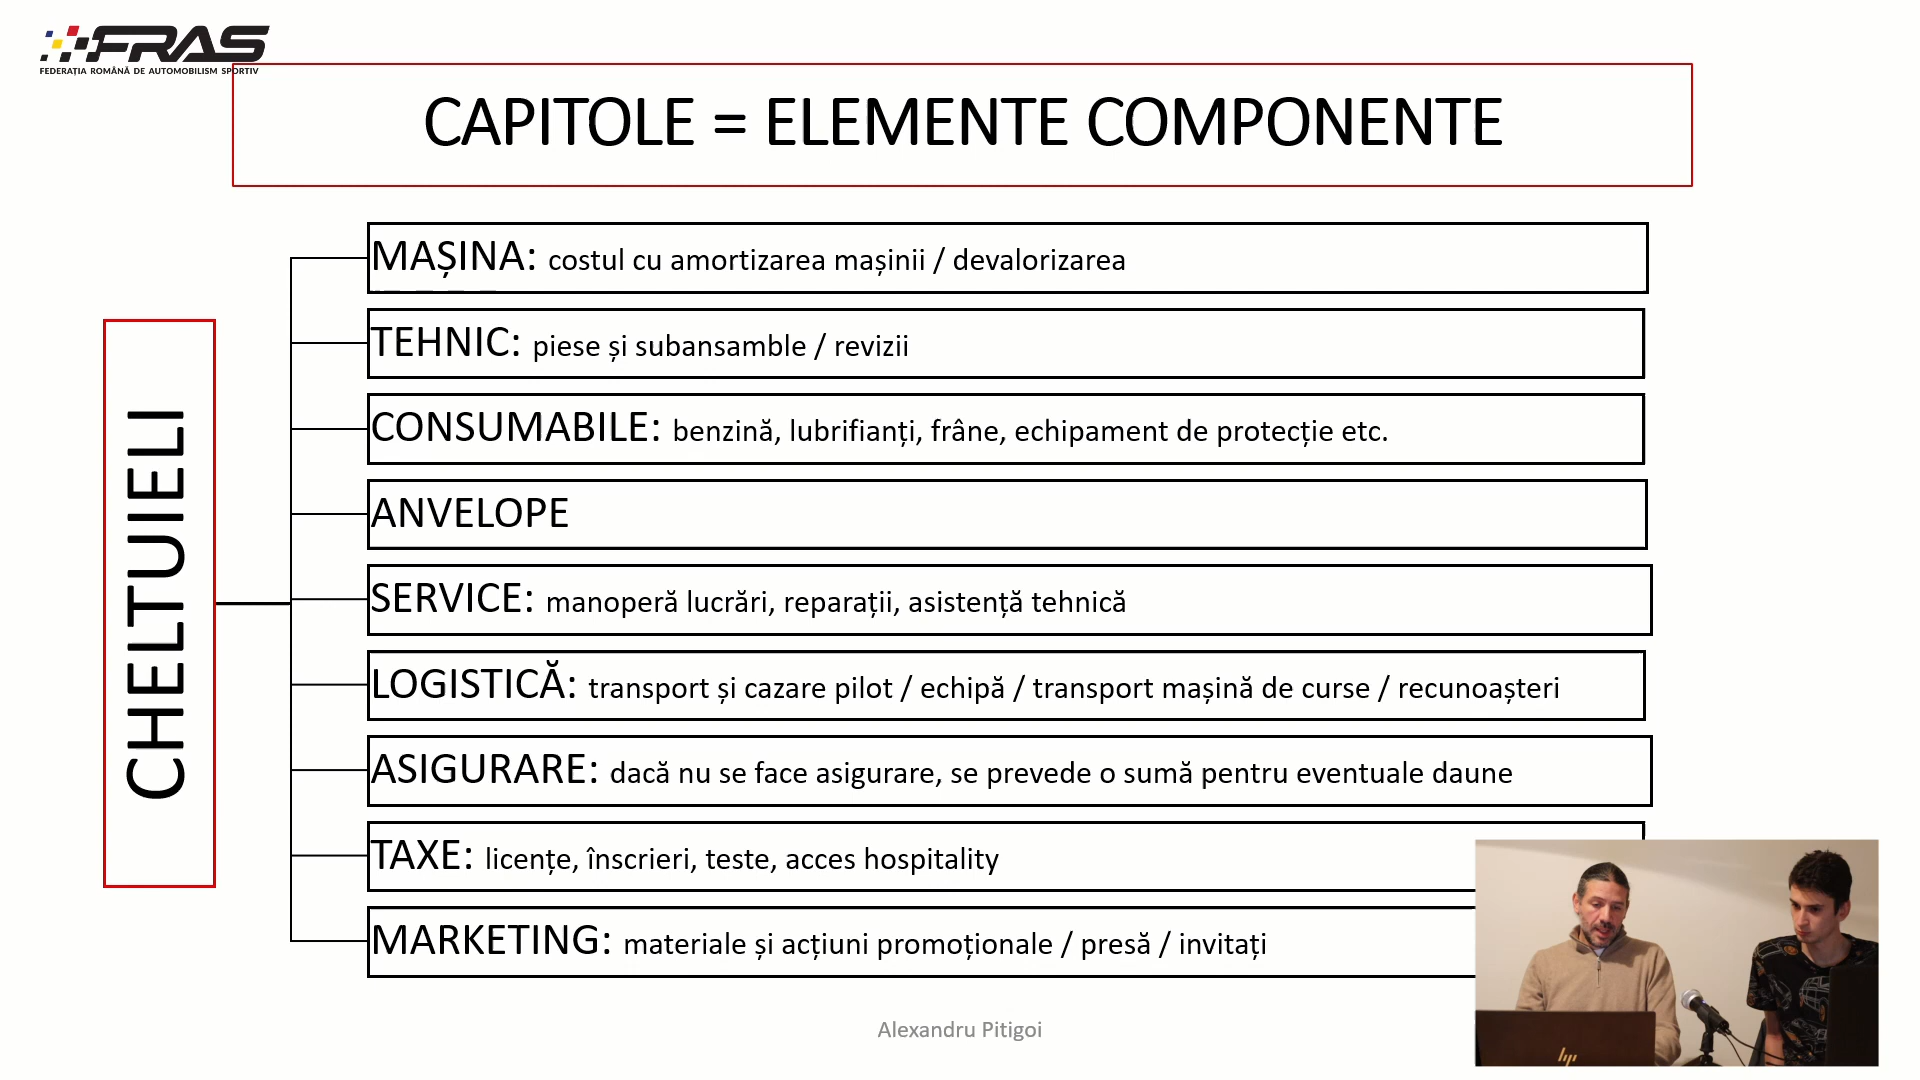 FRAS
FEDERAȚIA ROMÂNĂ DE AUTOMOBILISM SPORTIV
CAPITOLE = ELEMENTE COMPONENTE
CHELTUIELI
MAȘINA: costul cu amortizarea mașinii / devalorizarea
TEHNIC: piese și subansamble / revizii
CONSUMABILE: benzină, lubrifianți, frâne, echipament de protecție etc.
ANVELOPE
SERVICE: manoperă lucrări, reparații, asistență tehnică
LOGISTICĂ: transport și cazare pilot / echipă / transport mașină de curse / recunoașteri
ASIGURARE: dacă nu se face asigurare, se prevede o sumă pentru eventuale daune
TAXE: licențe, înscrieri, teste, acces hospitality
MARKETING: materiale și acțiuni promoționale / presă / invitați
Alexandru Pitigoi
hp